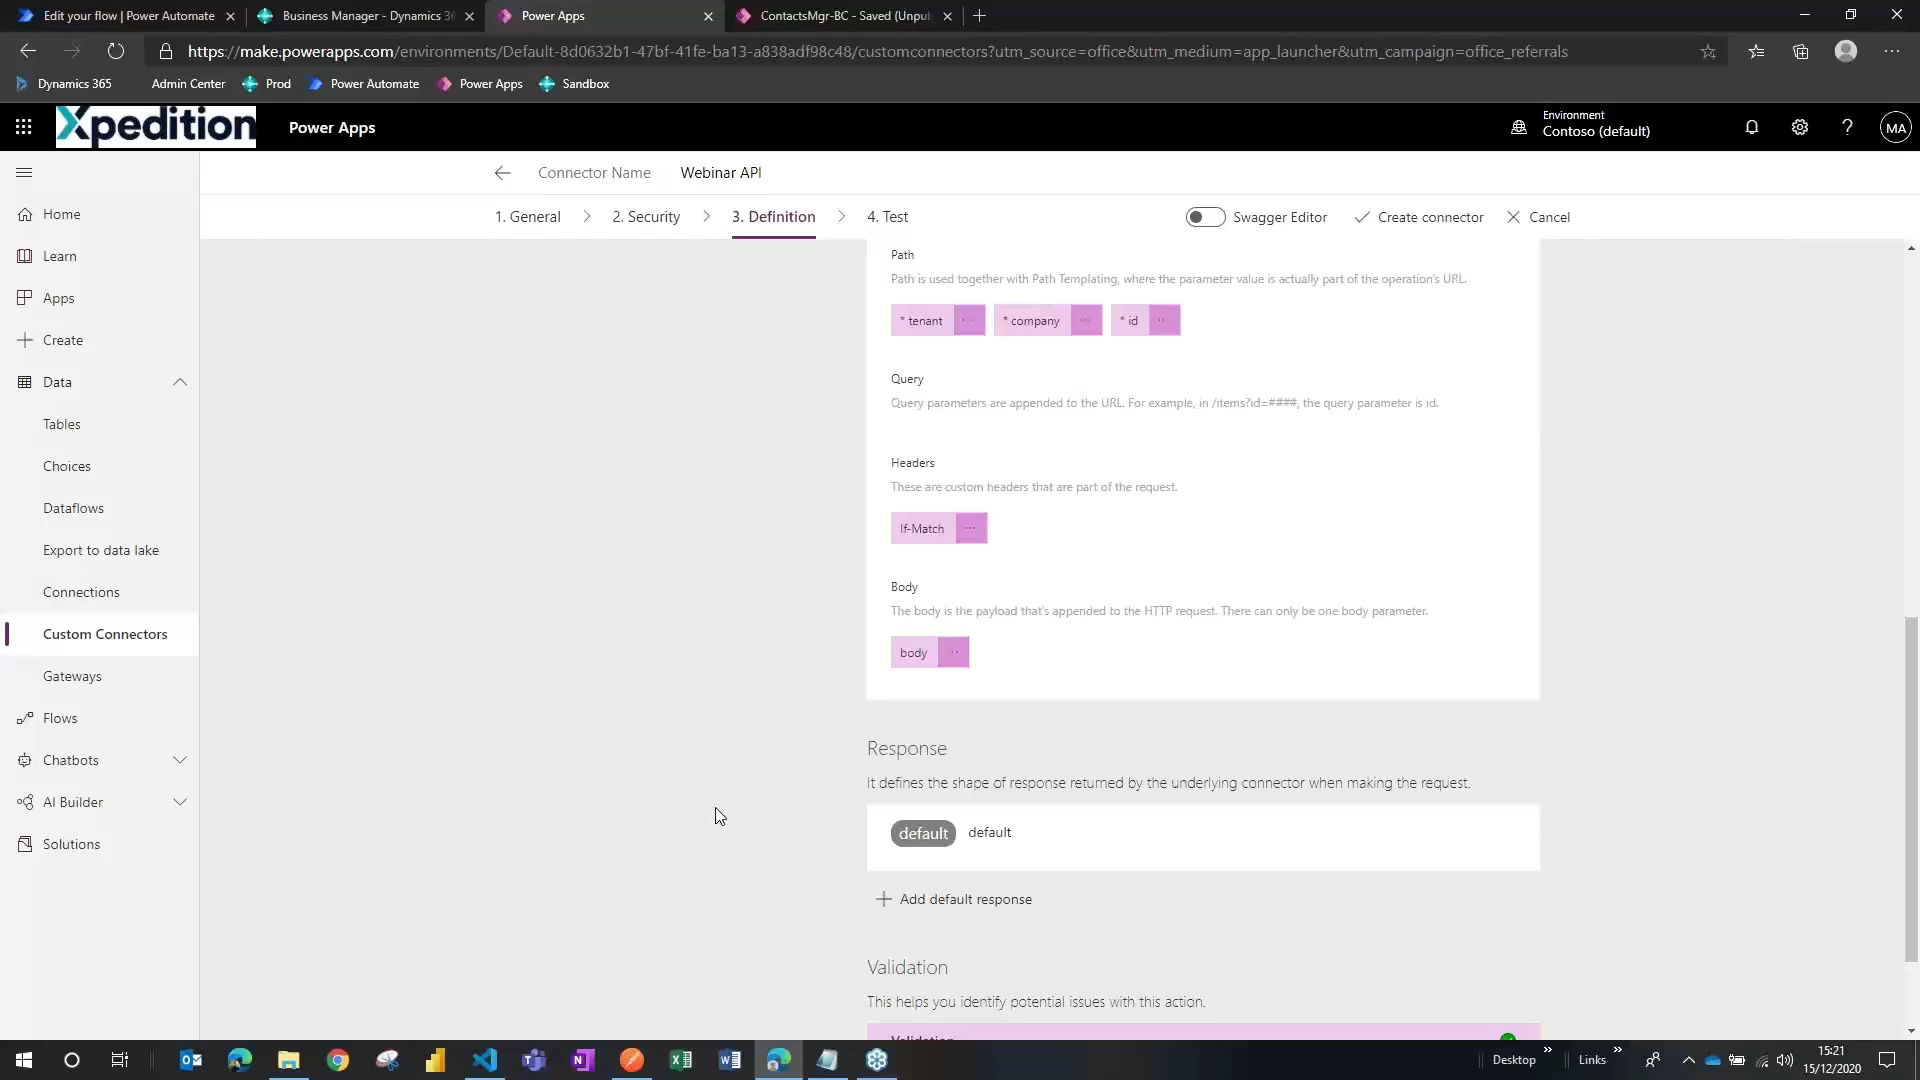 Edit your flow | Power Automate
Business Manager - Dynamics 36
Power Apps
ContactsMgr-BC - Saved (Unpu
https://make.powerapps.com/environments/Default-8d0632b1-47bf-41fe-ba13-a838adf98c48/customconnectors?utm_source=office&utm_medium=app_launcher&utm_campaign=office_referrals
Dynamics 365
Admin Center
Prod
Power Automate
Power Apps
Sandbox
Xpedition
Power Apps
Environment
Contoso (default)
MA
Connector Name
Webinar API
1. General
2. Security
3. Definition
4. Test
Swagger Editor
Create connector
Cancel
Home
Learn
Apps
Create
Data
Tables
Choices
Dataflows
Export to data lake
Connections
Custom Connectors
Gateways
Flows
Chatbots
AI Builder
Solutions
Path
Path is used together with Path Templating, where the parameter value is actually part of the operation's URL.
* tenant ...
* company ...
* id ...
Query
Query parameters are appended to the URL. For example, in /items?id=####, the query parameter is id.
Headers
These are custom headers that are part of the request.
If-Match ...
Body
The body is the payload that's appended to the HTTP request. There can only be one body parameter.
body ...
Response
It defines the shape of response returned by the underlying connector when making the request.
default default
+ Add default response
Validation
This helps you identify potential issues with this action.
Validation
Desktop
Links
15:21
15/12/2020